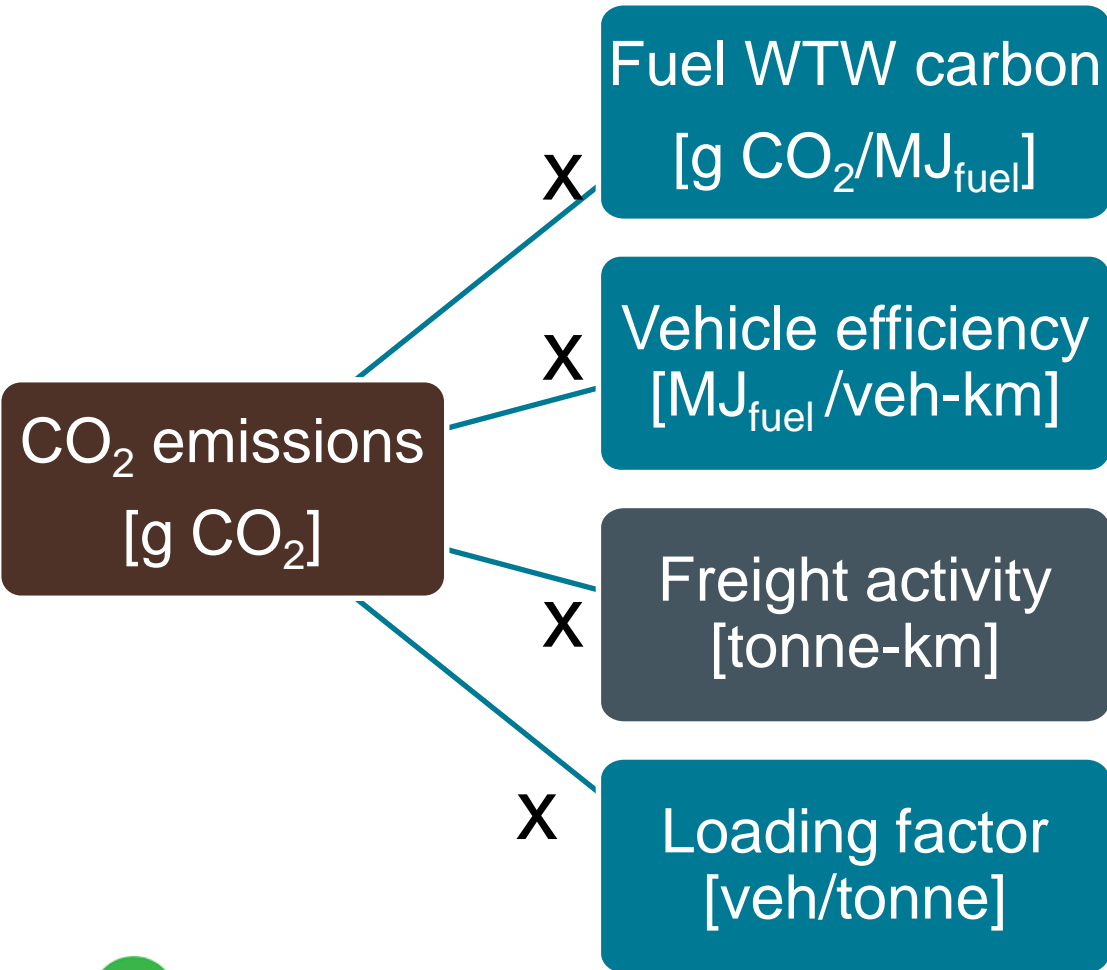 Fuel WTW carbon
[g CO₂/MJfuel]
X
Vehicle efficiency
[MJfuel /veh-km]
X
CO₂ emissions
[g CO₂]
Freight activity
[tonne-km]
X
Loading factor
[veh/tonne]
X